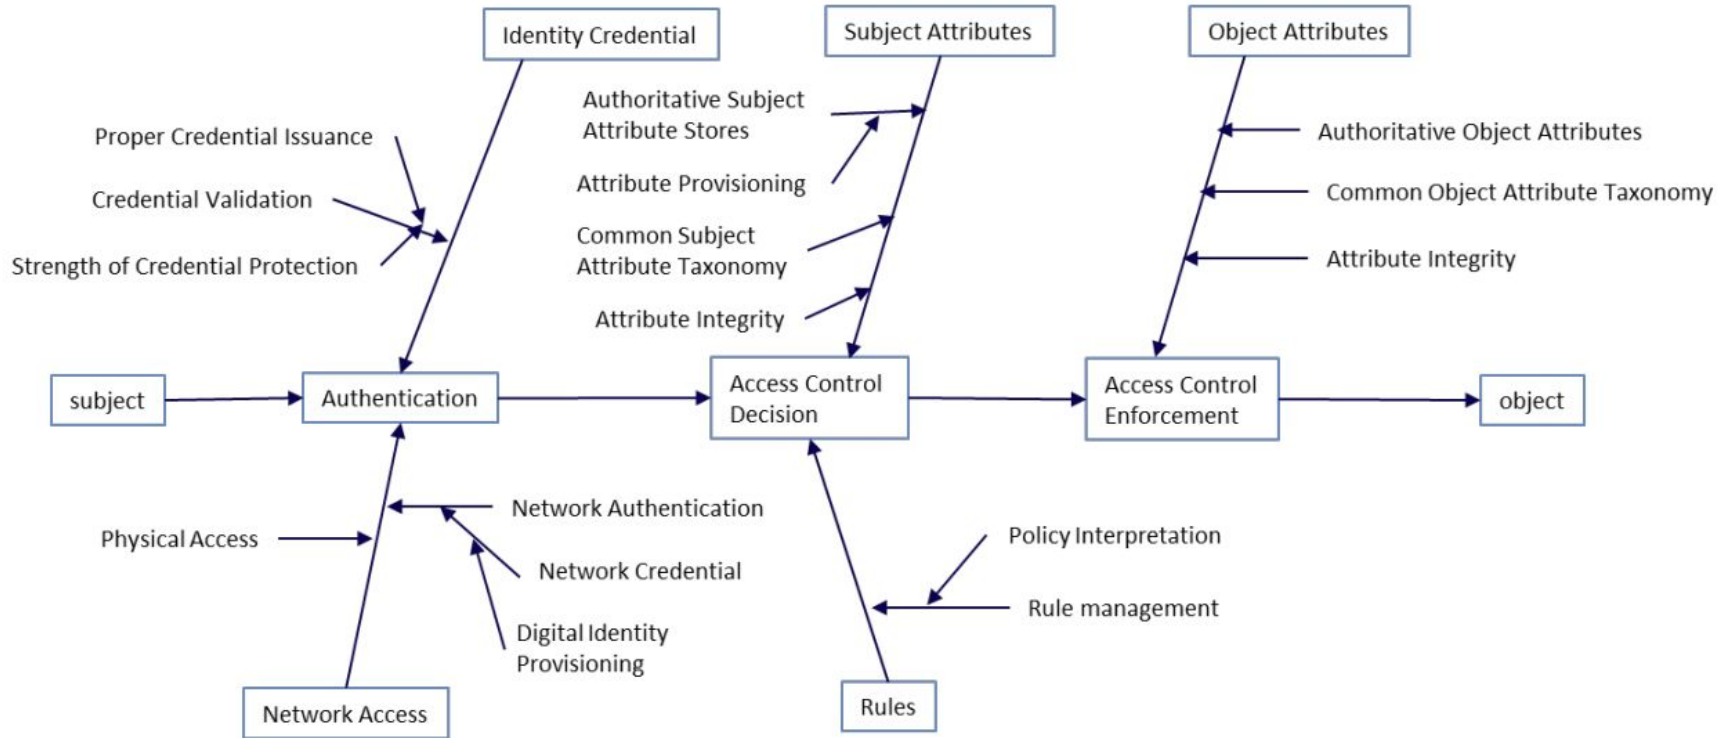 Identity Credential
Subject Attributes
Object Attributes
Authoritative Subject
Attribute Stores
Proper Credential Issuance
Authoritative Object Attributes
Attribute Provisioning
Credential Validation
Common Object Attribute Taxonomy
Common Subject
Attribute Taxonomy
Strength of Credential Protection
Attribute Integrity
Attribute Integrity
subject
Authentication
Access Control
Decision
Access Control
Enforcement
object
Network Authentication
Physical Access
Policy Interpretation
Network Credential
Rule management
Digital Identity
Provisioning
Network Access
Rules